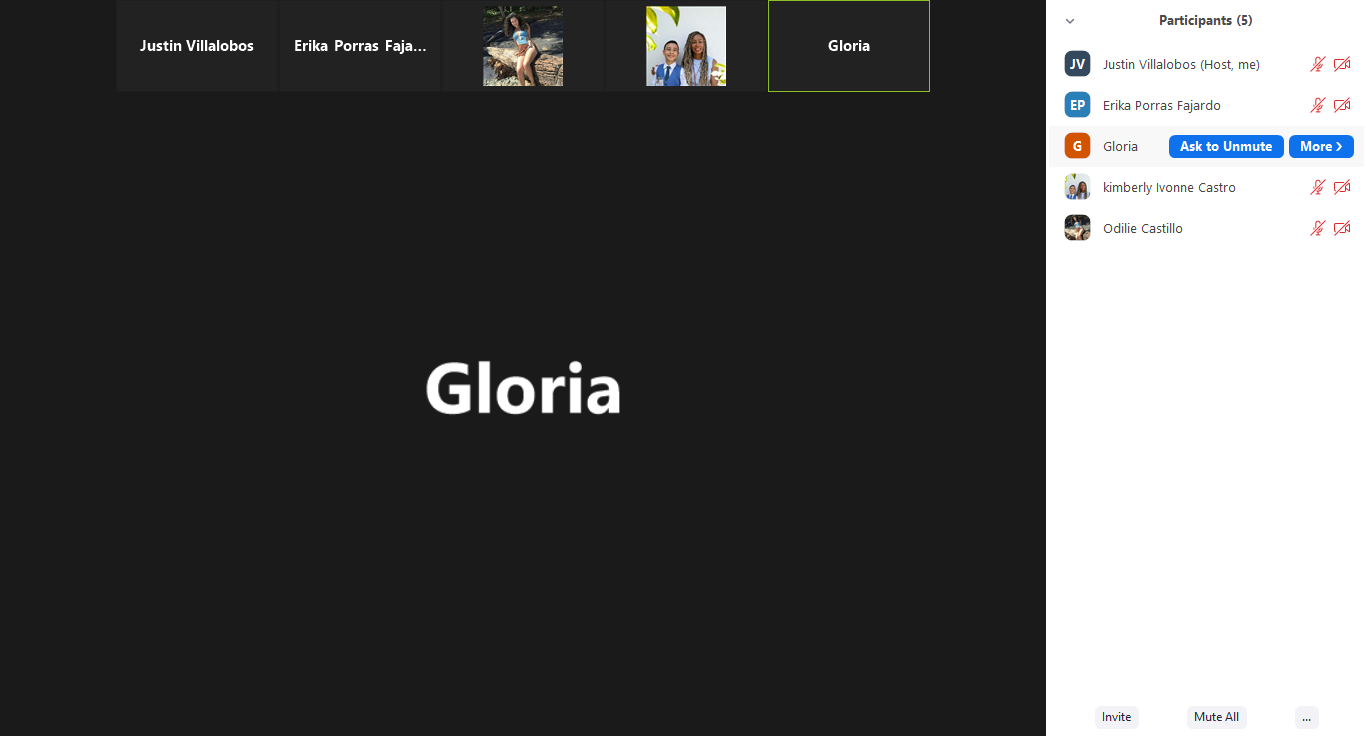 Justin Villalobos
Erika Porras Faja...
Gloria
Gloria
Participants (5)
JV Justin Villalobos (Host, me)
EP Erika Porras Fajardo
G Gloria Ask to Unmute More >
kimberly Ivonne Castro
Odilie Castillo
Invite Mute All ...